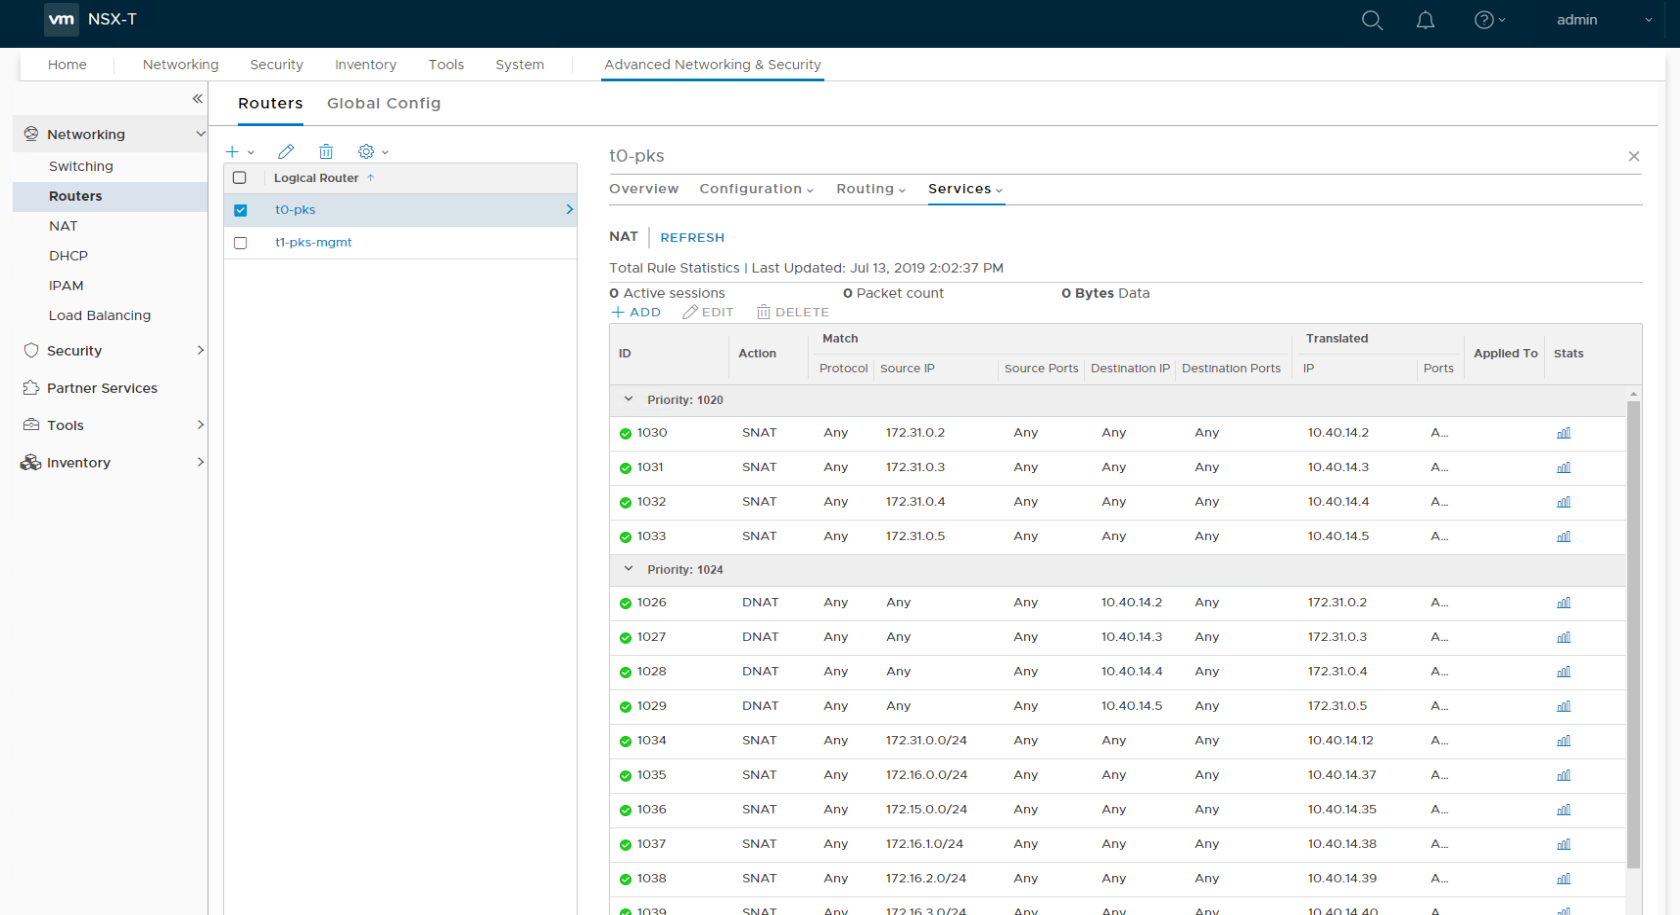 vm NSX-T
admin
Home Networking Security Inventory Tools System Advanced Networking & Security
Routers Global Config
Networking
Switching
Routers
NAT
DHCP
IPAM
Load Balancing
Security
Partner Services
Tools
Inventory
Logical Router
t0-pks
t1-pks-mgmt
t0-pks
Overview Configuration Routing Services
NAT REFRESH
Total Rule Statistics | Last Updated: Jul 13, 2019 2:02:37 PM
0 Active sessions 0 Packet count 0 Bytes Data
+ ADD EDIT DELETE
Match Translated
ID Action Applied To Stats
Protocol Source IP Source Ports Destination IP Destination Ports IP Ports
Priority: 1020
1030 SNAT Any 172.31.0.2 Any Any Any 10.40.14.2 A...
1031 SNAT Any 172.31.0.3 Any Any Any 10.40.14.3 A...
1032 SNAT Any 172.31.0.4 Any Any Any 10.40.14.4 A...
1033 SNAT Any 172.31.0.5 Any Any Any 10.40.14.5 A...
Priority: 1024
1026 DNAT Any Any Any 10.40.14.2 Any 172.31.0.2 A...
1027 DNAT Any Any Any 10.40.14.3 Any 172.31.0.3 A...
1028 DNAT Any Any Any 10.40.14.4 Any 172.31.0.4 A...
1029 DNAT Any Any Any 10.40.14.5 Any 172.31.0.5 A...
1034 SNAT Any 172.31.0.0/24 Any Any Any 10.40.14.12 A...
1035 SNAT Any 172.16.0.0/24 Any Any Any 10.40.14.37 A...
1036 SNAT Any 172.15.0.0/24 Any Any Any 10.40.14.35 A...
1037 SNAT Any 172.16.1.0/24 Any Any Any 10.40.14.38 A...
1038 SNAT Any 172.16.2.0/24 Any Any Any 10.40.14.39 A...
1039 SNAT Any 172.16.3.0/24 Any Any Any 10.40.14.40 A...